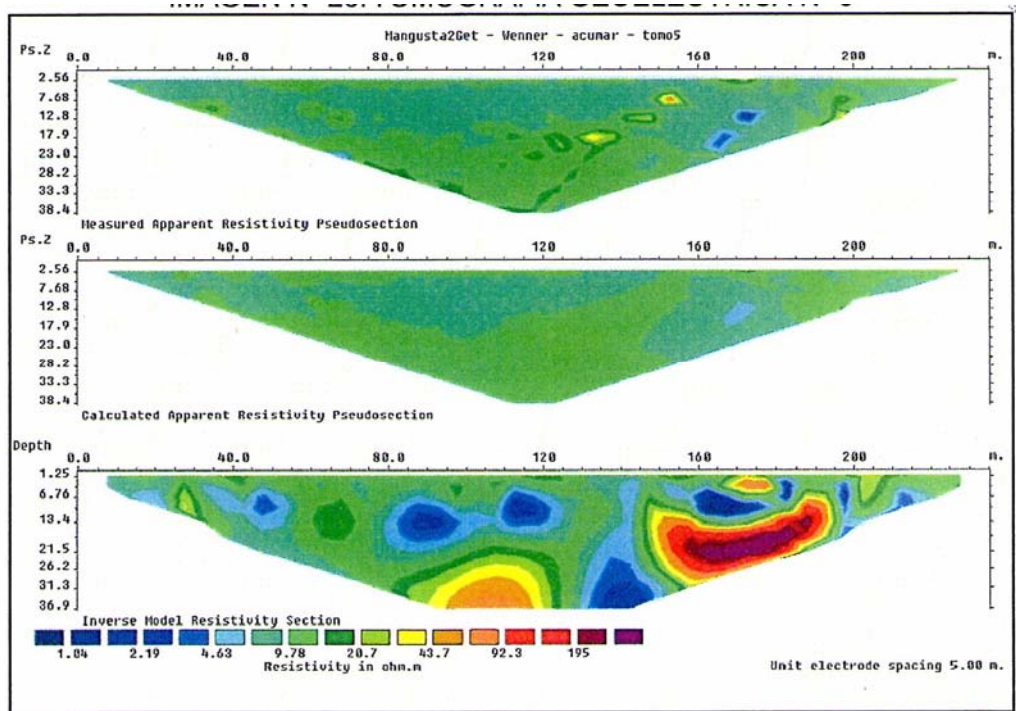 Mangusta2Get - Wenner - acumar - tomo5
Ps.Z 0.0 40.0 80.0 120 160 200 m.
2.56
7.68
12.8
17.9
23.0
28.2
33.3
38.4
Measured Apparent Resistivity Pseudosection
Ps.Z 0.0 40.0 80.0 120 160 200 m.
2.56
7.68
12.8
17.9
23.0
28.2
33.3
38.4
Calculated Apparent Resistivity Pseudosection
Depth 0.0 40.0 80.0 120 160 200 m.
1.25
6.76
13.4
21.5
26.2
31.3
36.9
Inverse Model Resistivity Section
1.04 2.19 4.63 9.78 20.7 43.7 92.3 195
Resistivity in ohm.m
Unit electrode spacing 5.00 m.